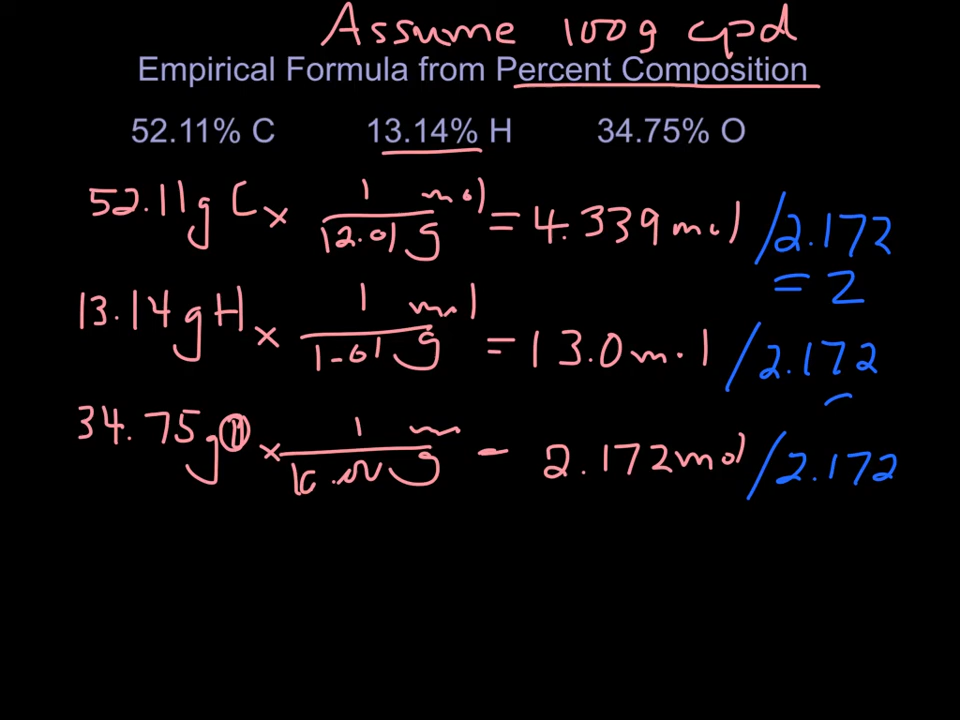 Assume 100g cpd
Empirical Formula from Percent Composition
52.11% C 13.14% H 34.75% O
52.11g C x 1 mol / 12.01 g = 4.339 mol /2.172
= 2
13.14 g H x 1 mol / 1.01 g = 13.0 mol /2.172
34.75 g x 1 m / g = 2.172 mol /2.172